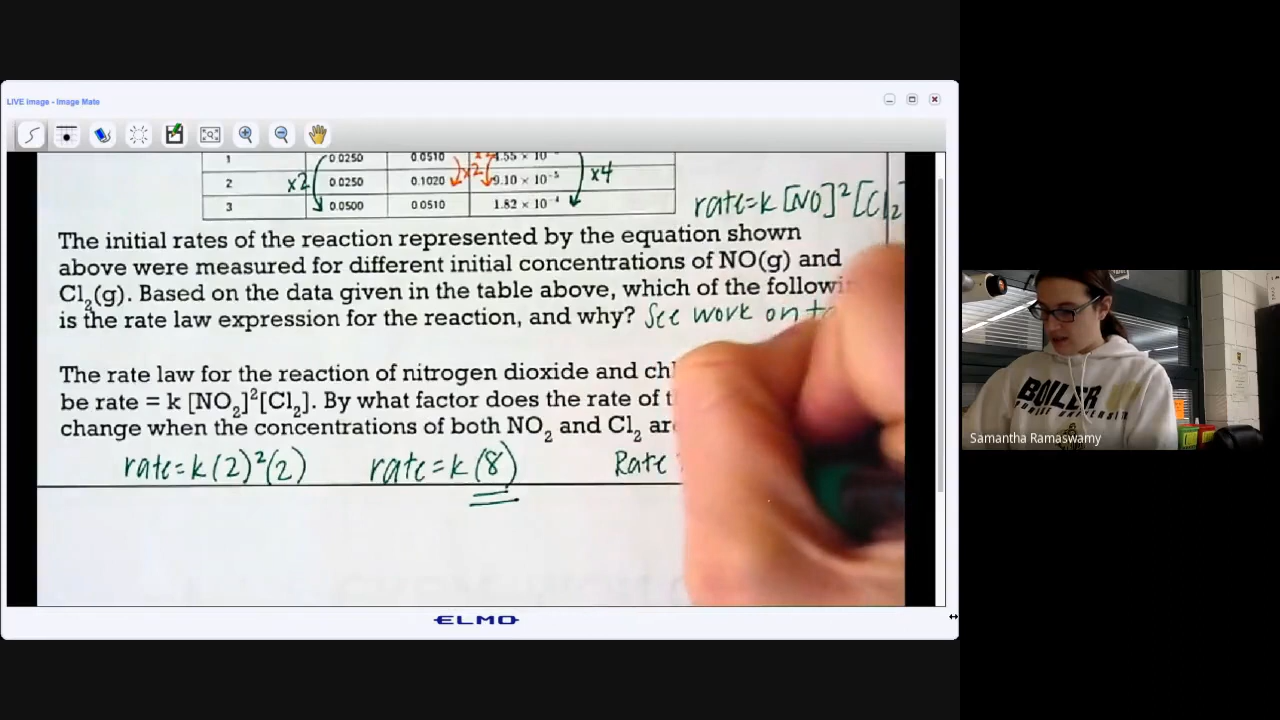 LIVE image - Image Mate
1 0.0250 0.0510
2 x2 0.0250 0.1020 x2 9.10 × 10⁻⁵ x4
3 0.0500 0.0510 1.82 × 10⁻⁴
rate=k [NO]²[Cl₂]
The initial rates of the reaction represented by the equation shown
above were measured for different initial concentrations of NO(g) and
Cl₂(g). Based on the data given in the table above, which of the
is the rate law expression for the reaction, and why? See work on
The rate law for the reaction of nitrogen dioxide and
be rate = k [NO₂]²[Cl₂]. By what factor does the rate of
change when the concentrations of both NO₂ and Cl₂
rate=k(2)²(2) rate=k(8) Rate
ELMO
BOILER
Samantha Ramaswamy